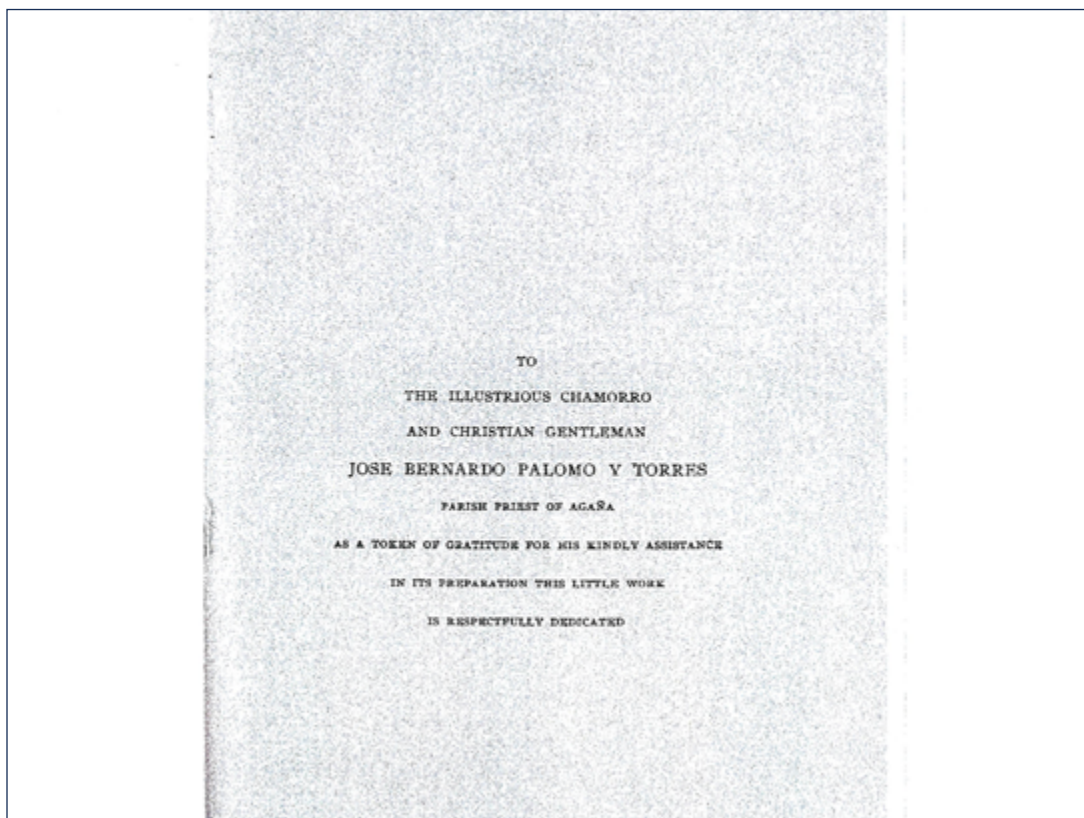 TO
THE ILLUSTRIOUS CHAMORRO
AND CHRISTIAN GENTLEMAN
JOSE BERNARDO PALOMO Y TORRES
PARISH PRIEST OF AGAÑA
AS A TOKEN OF GRATITUDE FOR HIS KINDLY ASSISTANCE
IN ITS PREPARATION THIS LITTLE WORK
IS RESPECTFULLY DEDICATED